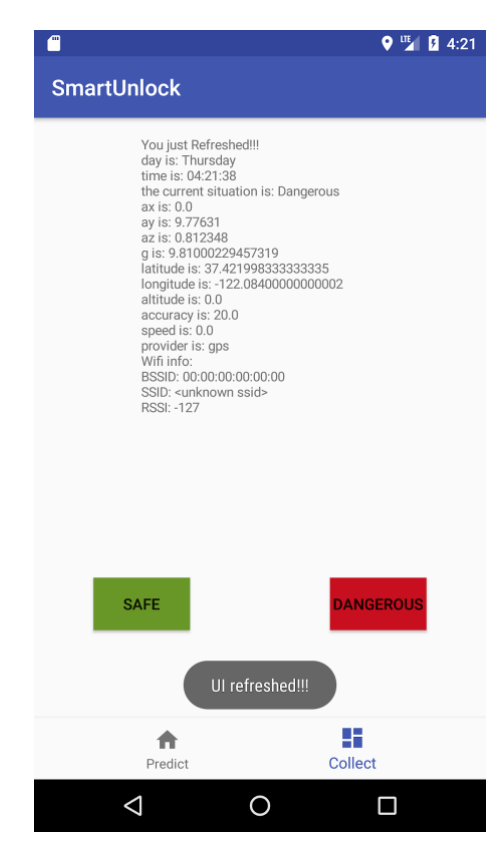 LTE 4:21
SmartUnlock
You just Refreshed!!!
day is: Thursday
time is: 04:21:38
the current situation is: Dangerous
ax is: 0.0
ay is: 9.77631
az is: 0.812348
g is: 9.81000229457319
latitude is: 37.421998333333335
longitude is: -122.08400000000002
altitude is: 0.0
accuracy is: 20.0
speed is: 0.0
provider is: gps
Wifi info:
BSSID: 00:00:00:00:00:00
SSID: <unknown ssid>
RSSI: -127
SAFE
DANGEROUS
UI refreshed!!!
Predict
Collect